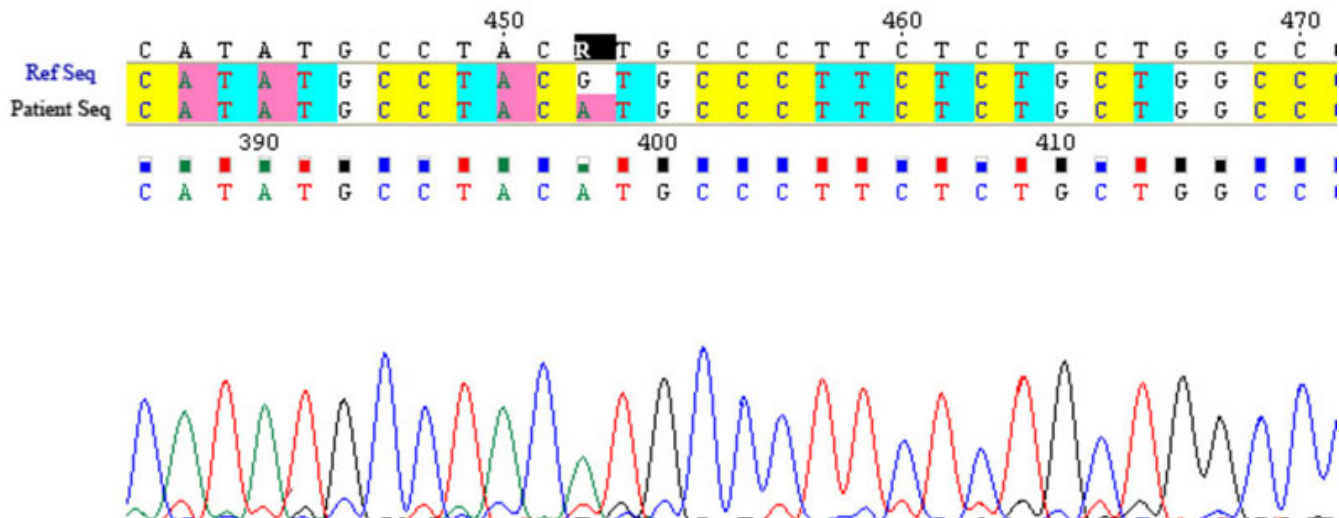 450 460 470
C A T A T G C C T A C R T G C C C T T C T C T G C T G G C C
Ref Seq C A T A T G C C T A C G T G C C C T T C T C T G C T G G C C
Patient Seq C A T A T G C C T A C A T G C C C T T C T C T G C T G G C C
390 400 410
C A T A T G C C T A C A T G C C C T T C T C T G C T G G C C